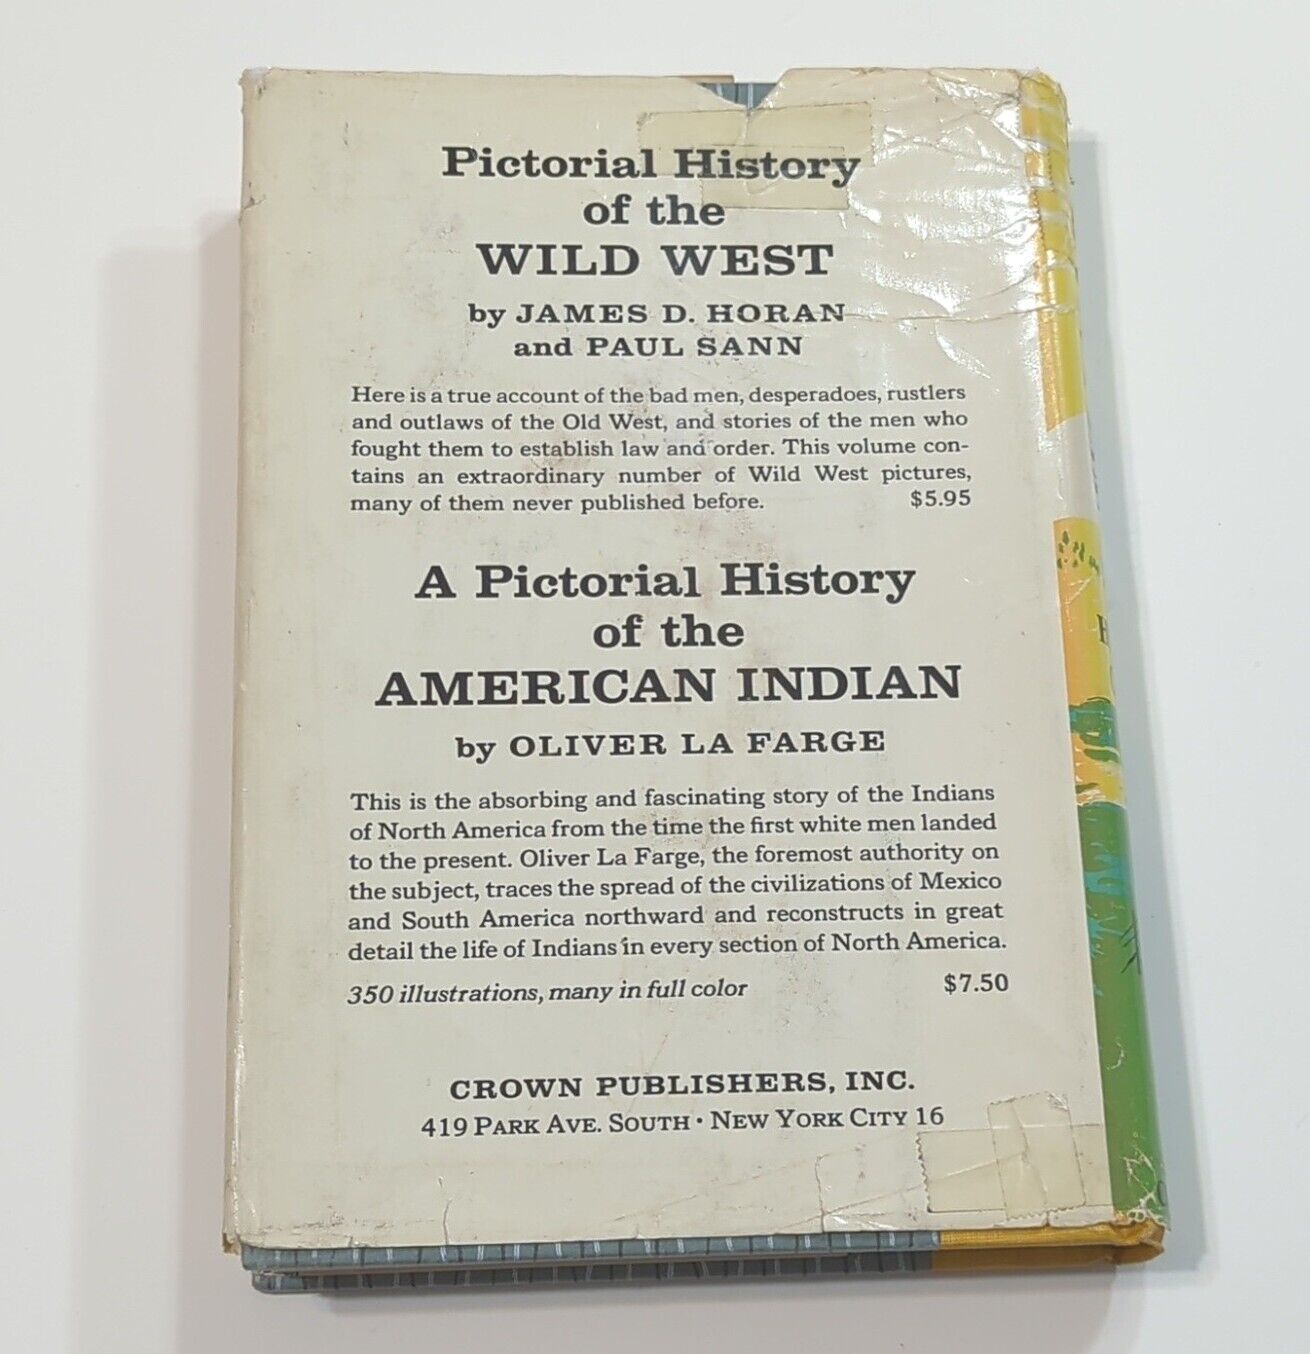 Pictorial History
of the
WILD WEST
by JAMES D. HORAN
and PAUL SANN
Here is a true account of the bad men, desperadoes, rustlers
and outlaws of the Old West, and stories of the men who
fought them to establish law and order. This volume con-
tains an extraordinary number of Wild West pictures,
many of them never published before. $5.95
A Pictorial History
of the
AMERICAN INDIAN
by OLIVER LA FARGE
This is the absorbing and fascinating story of the Indians
of North America from the time the first white men landed
to the present. Oliver La Farge, the foremost authority on
the subject, traces the spread of the civilizations of Mexico
and South America northward and reconstructs in great
detail the life of Indians in every section of North America.
350 illustrations, many in full color $7.50
CROWN PUBLISHERS, INC.
419 PARK AVE. SOUTH · NEW YORK CITY 16